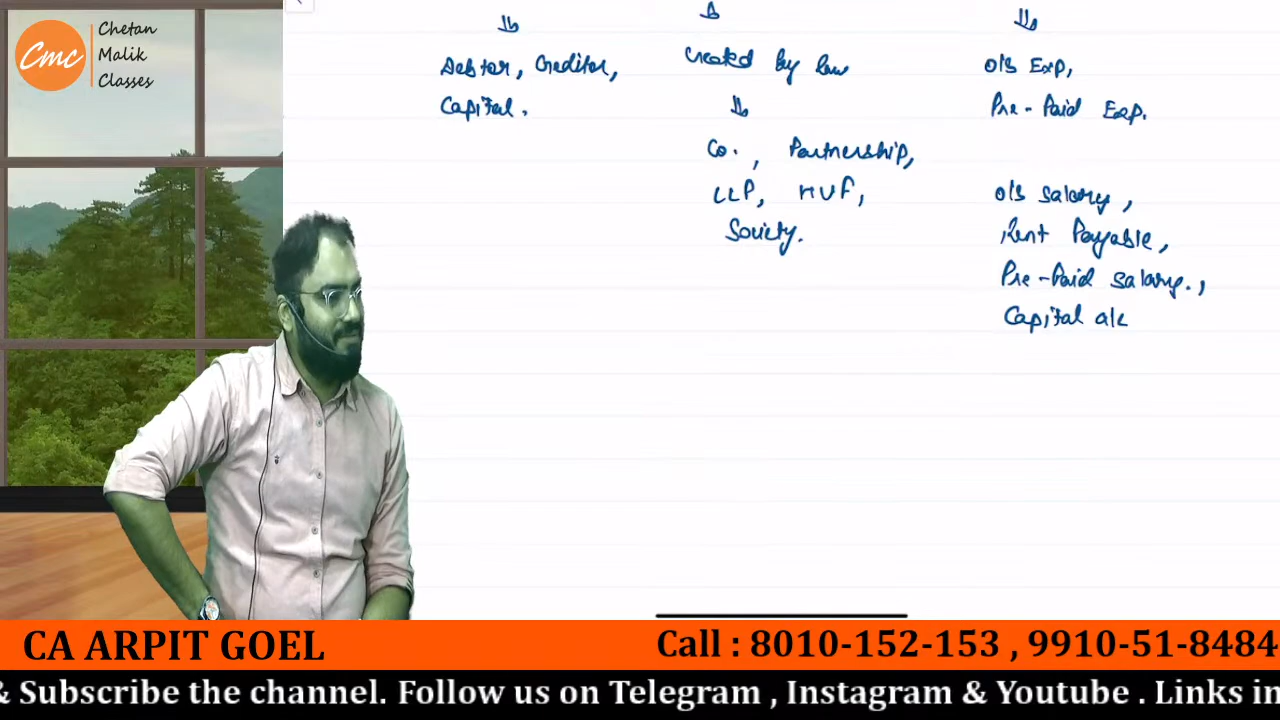 Chetan
Malik
Classes
cmc
Debtor, Creditor,
Capital.
Created by law
Co., Partnership,
LLP, HUF,
Society.
O/S Exp,
Pre-Paid Exp.
O/S Salary,
Rent Payable,
Pre-Paid Salary.,
Capital a/c
CA ARPIT GOEL
Call : 8010-152-153 , 9910-51-8484
& Subscribe the channel. Follow us on Telegram , Instagram & Youtube . Links in